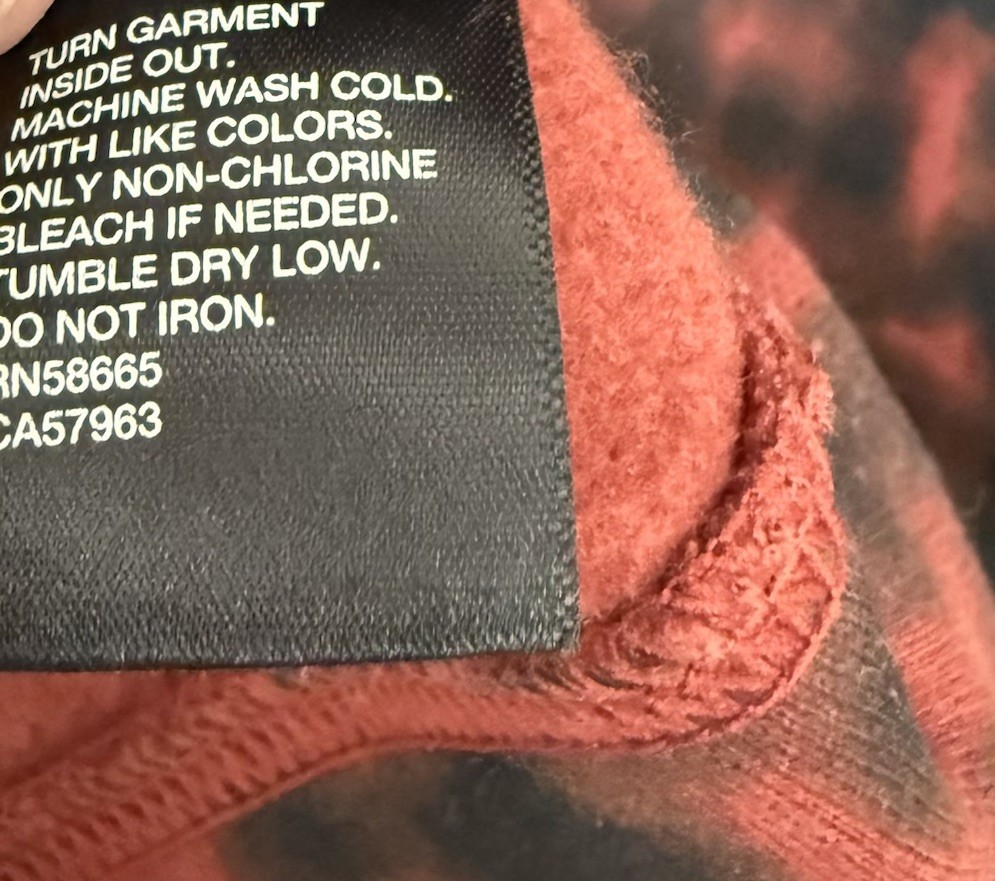 TURN GARMENT
INSIDE OUT.
MACHINE WASH COLD.
WITH LIKE COLORS.
ONLY NON-CHLORINE
BLEACH IF NEEDED.
TUMBLE DRY LOW.
DO NOT IRON.
RN58665
CA57963